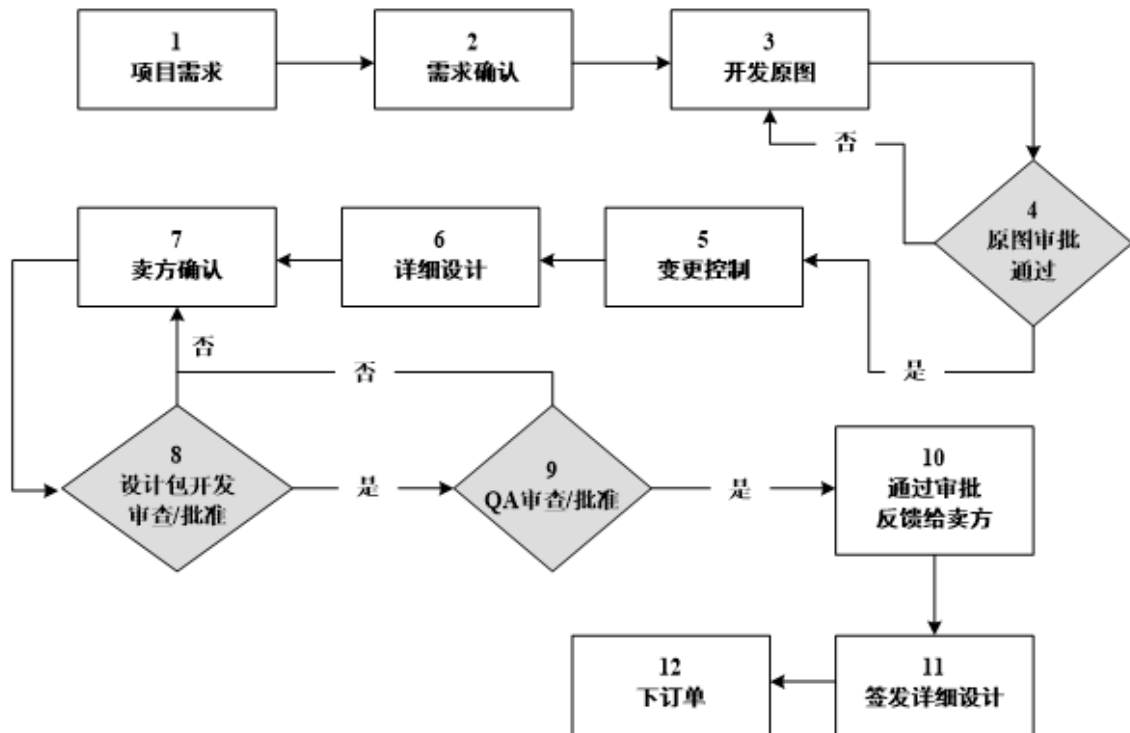 1
项目需求
2
需求确认
3
开发原图
否
4
原图审批
通过
7
卖方确认
6
详细设计
5
变更控制
否
否
是
8
设计包开发
审查/批准
是
9
QA审查/批准
是
10
通过审批
反馈给卖方
12
下订单
11
签发详细设计